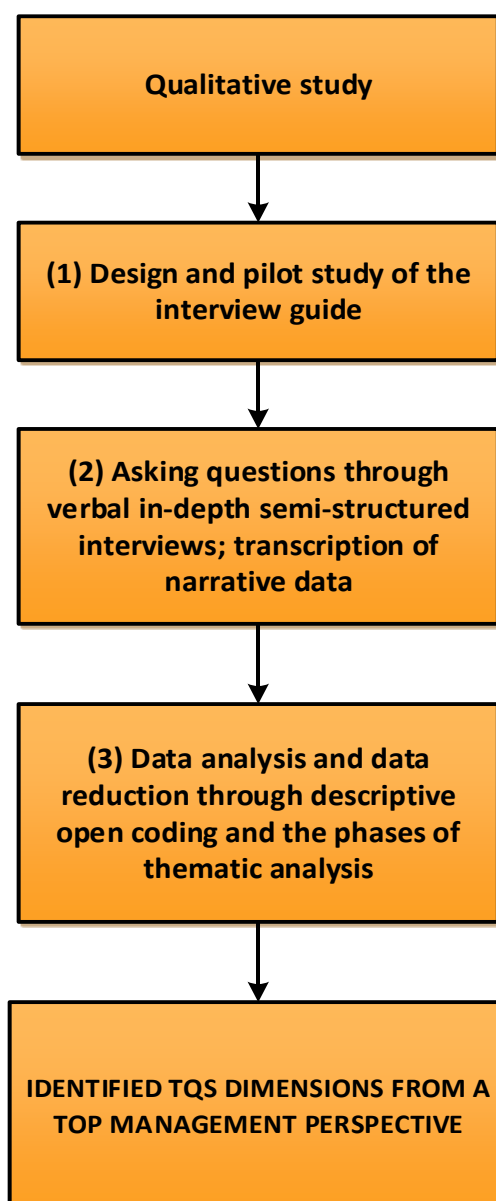 Qualitative study
(1) Design and pilot study of the
interview guide
(2) Asking questions through
verbal in-depth semi-structured
interviews; transcription of
narrative data
(3) Data analysis and data
reduction through descriptive
open coding and the phases of
thematic analysis
IDENTIFIED TQS DIMENSIONS FROM A
TOP MANAGEMENT PERSPECTIVE